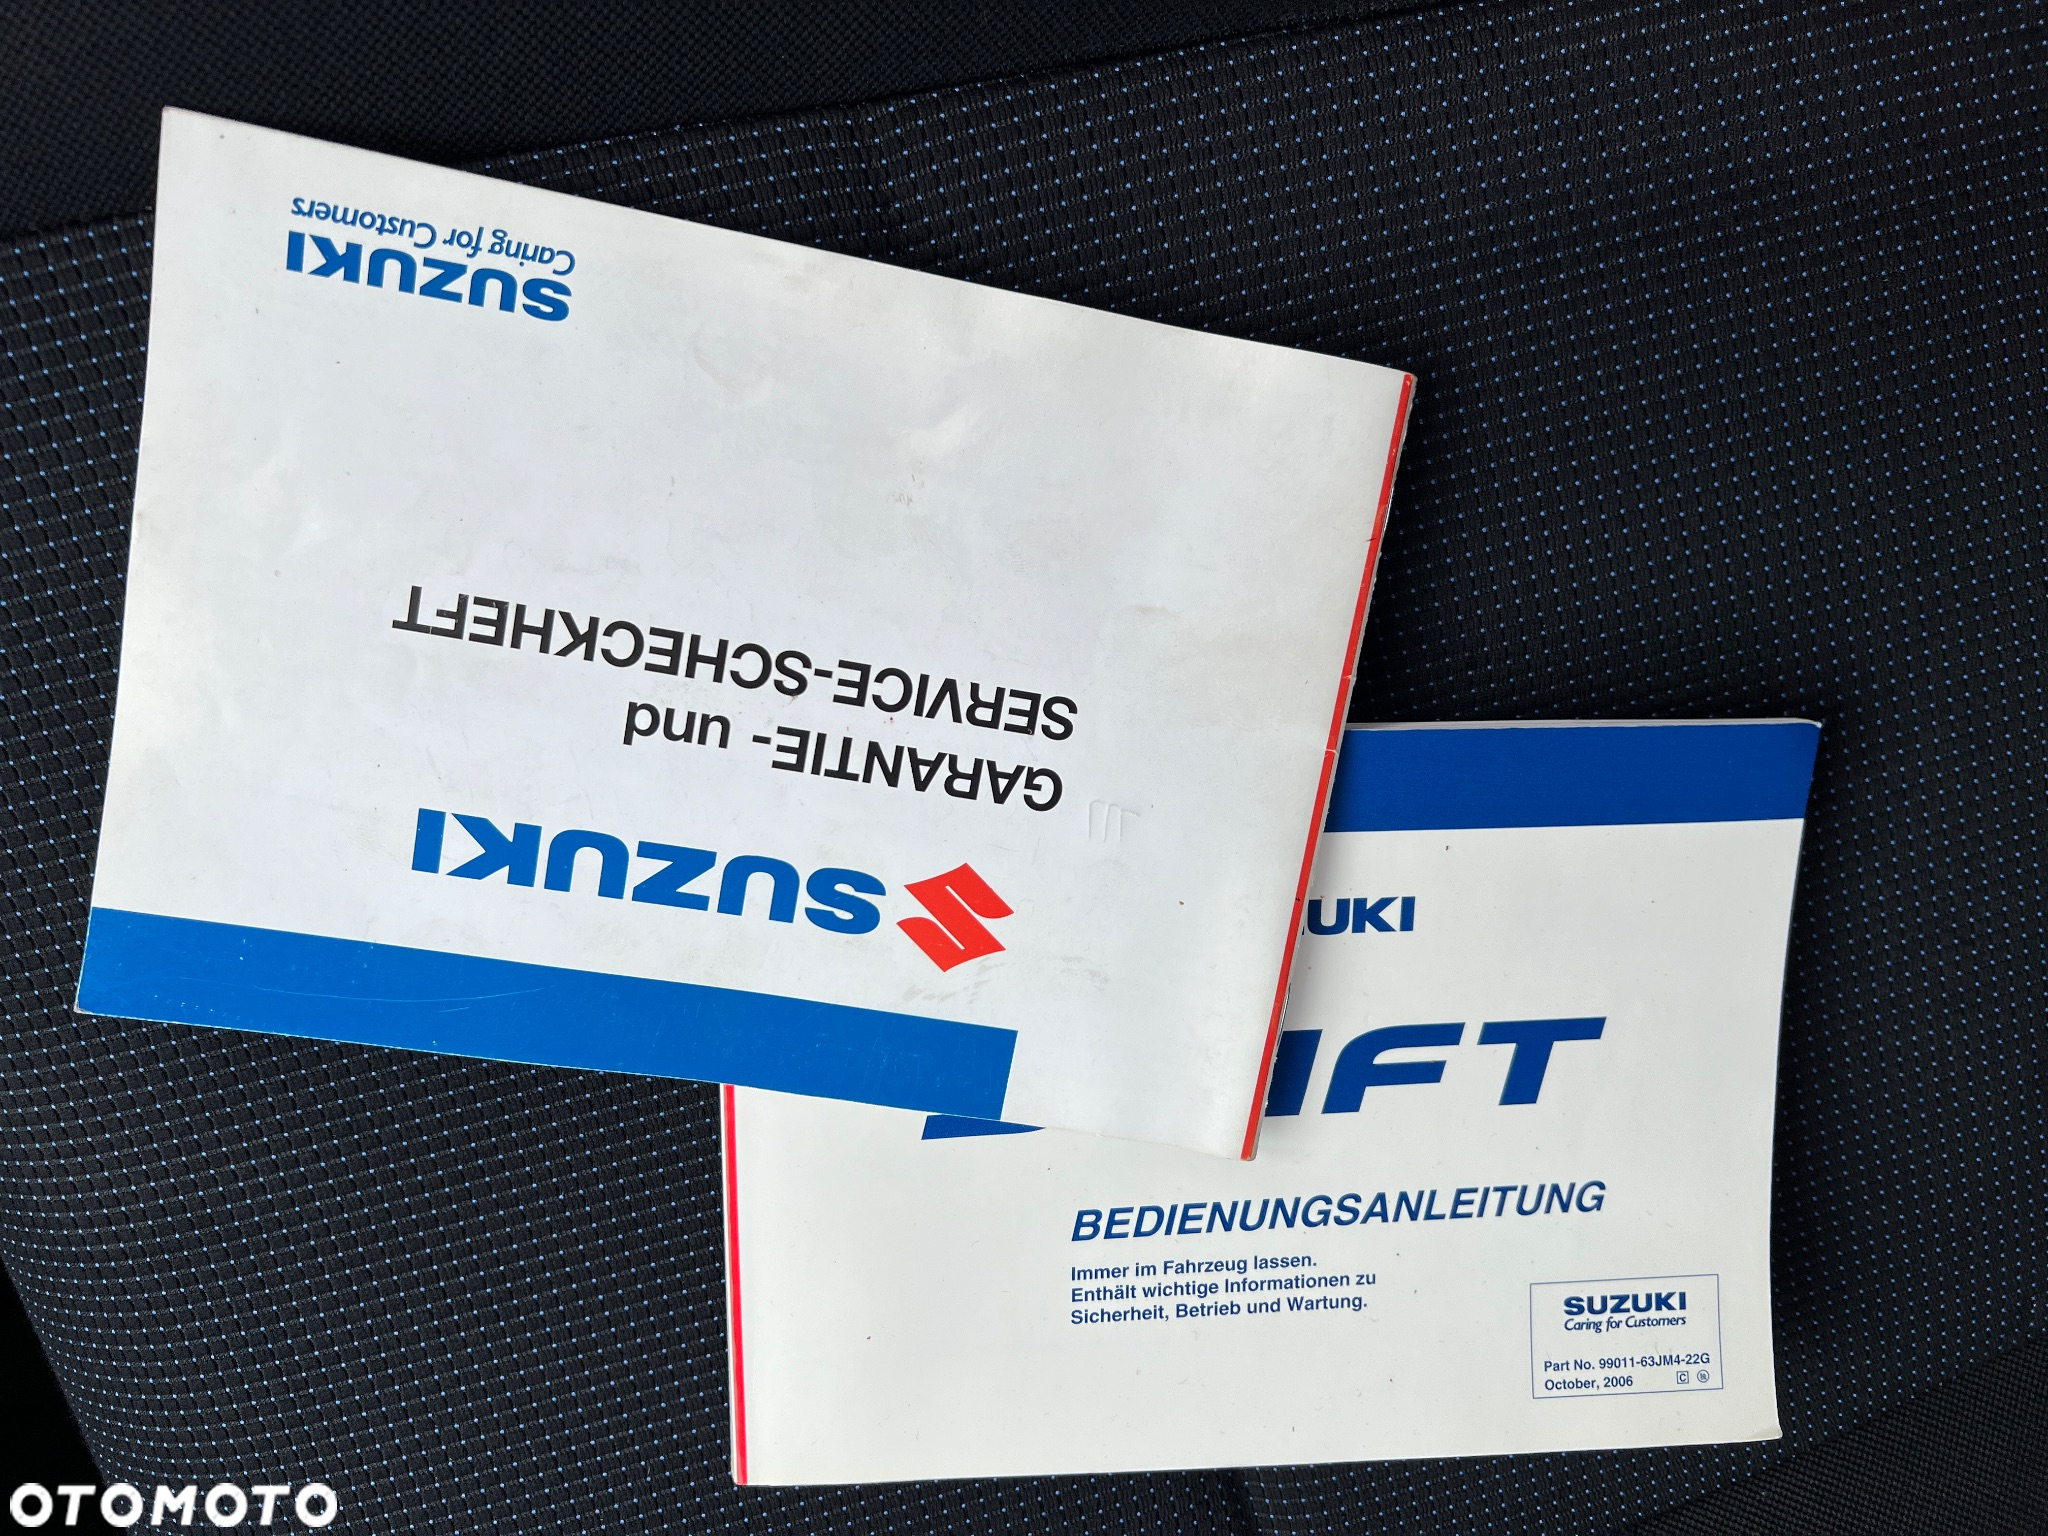 SUZUKI
GARANTIE- und
SERVICE-SCHECKHEFT
SUZUKI
Caring for Customers
UKI
IFT
BEDIENUNGSANLEITUNG
Immer im Fahrzeug lassen.
Enthält wichtige Informationen zu
Sicherheit, Betrieb und Wartung.
SUZUKI
Caring for Customers
Part No. 99011-63JM4-22G
October, 2006 C
OTOMOTO